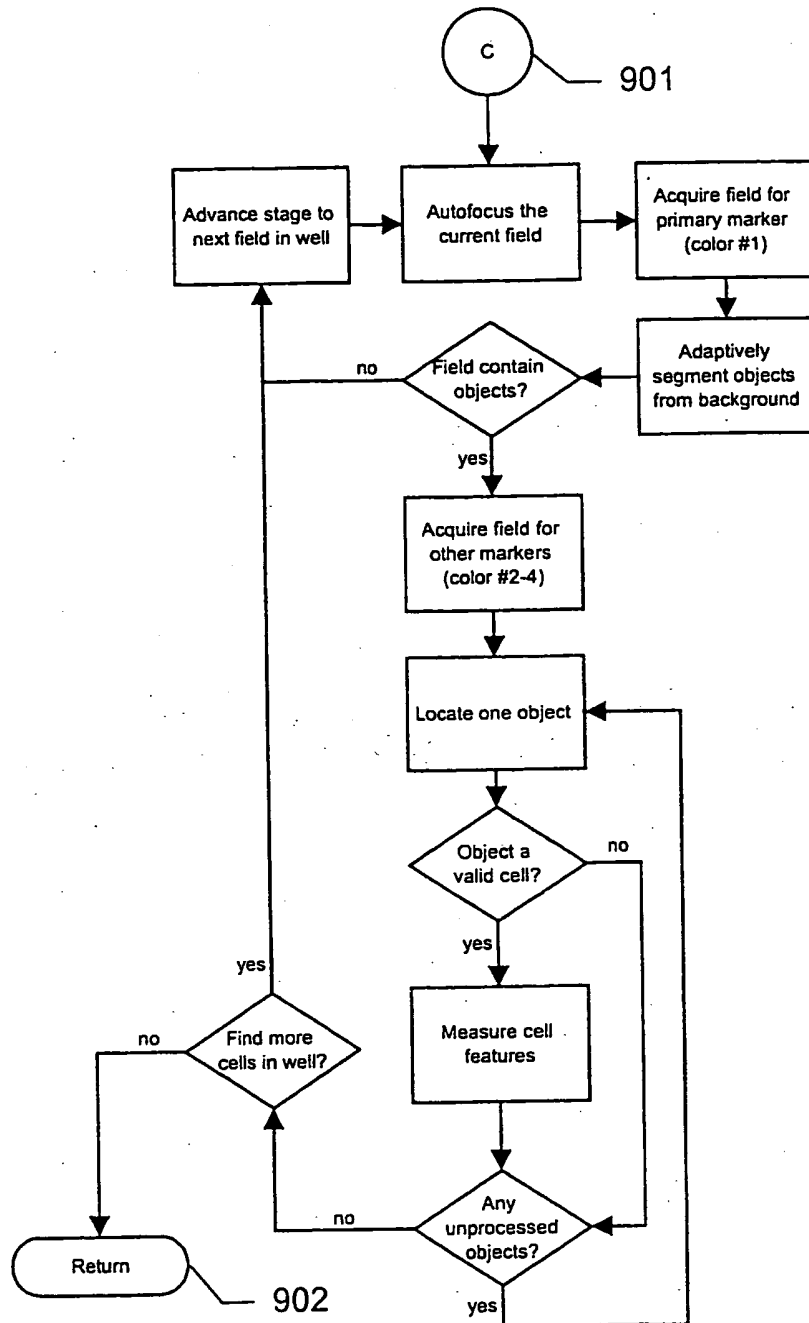 C
901
Advance stage to
next field in well
Autofocus the
current field
Acquire field for
primary marker
(color #1)
Adaptively
segment objects
from background
Field contain
objects?
no
yes
Acquire field for
other markers
(color #2-4)
Locate one object
Object a
valid cell?
no
yes
Measure cell
features
yes
Find more
cells in well?
no
Any
unprocessed
objects?
no
yes
Return
902